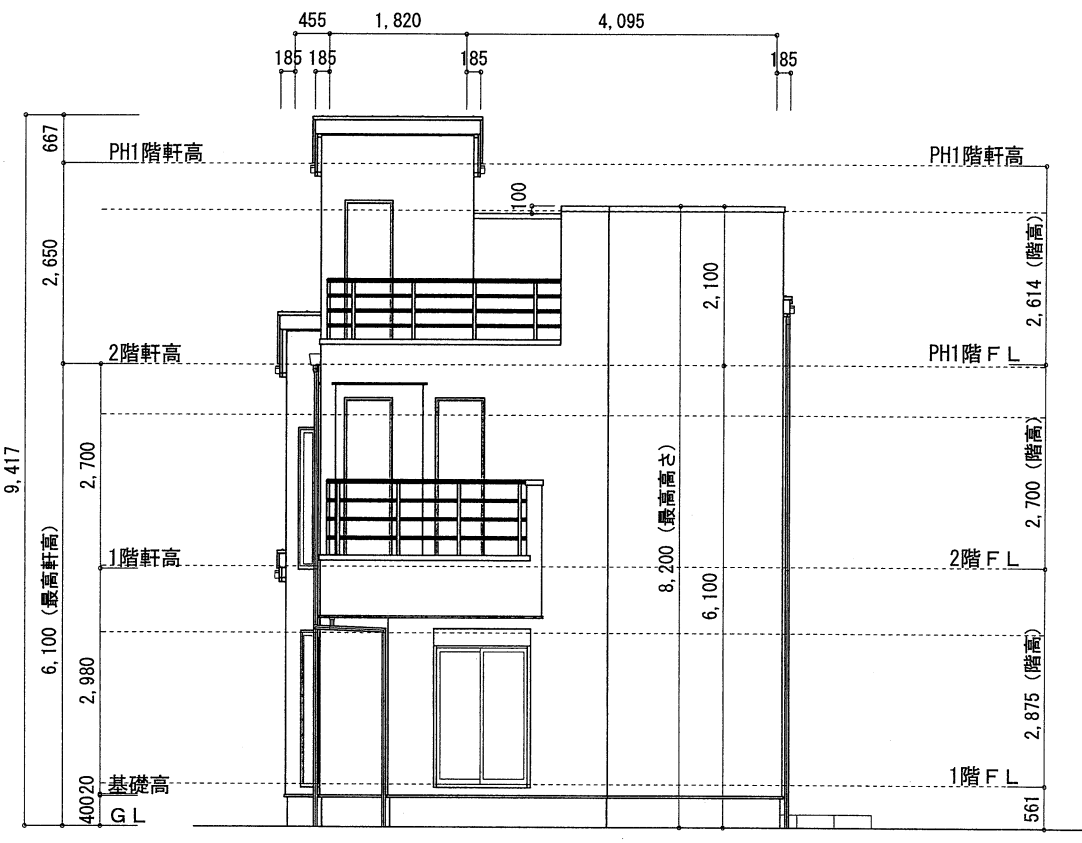 455
1,820
4,095
185
185
185
185
667
PH1階軒高
PH1階軒高
100
2,650
2,100
2,614 (階高)
2階軒高
PH1階ＦＬ
9,417
2,700
8,200 (最高高さ)
2,700 (階高)
1階軒高
2階ＦＬ
6,100 (最高軒高)
6,100
2,980
2,875 (階高)
基礎高
1階ＦＬ
40020
ＧＬ
561